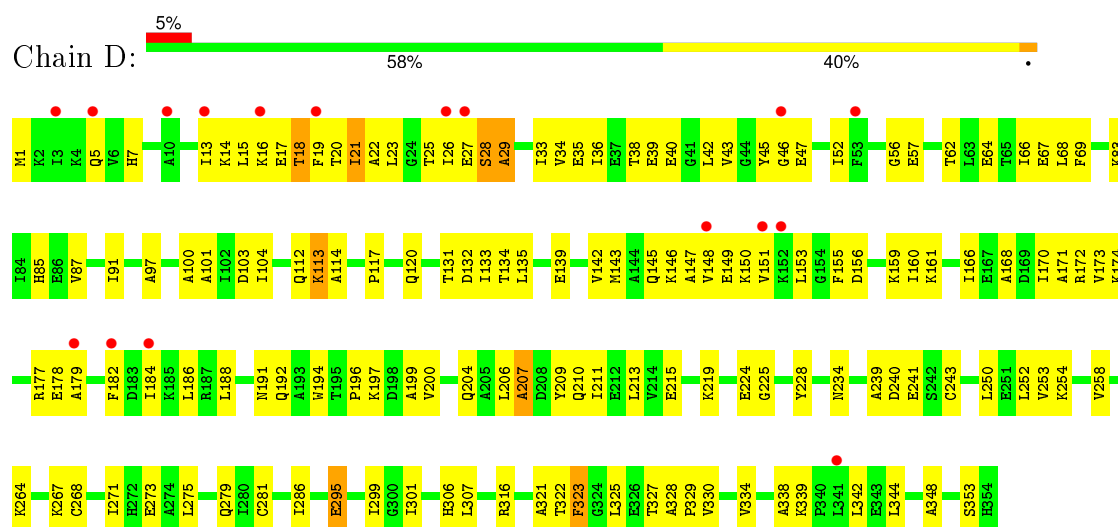 5%
Chain D:
58% 40% •
M1 K2 I3 K4 Q5 V6 H7 A10 I13 K14 L15 K16 E17 T18 F19 T20 I21 A22 L23 G24 T25 I26 E27 S28 A29 I33 V34 E35 I36 E37 T38 E39 E40 G41 L42 V43 G44 Y45 G46 E47 I52 F53 G56 E57 T62 L63 E64 T65 I66 E67 L68 F69 K83
I84 H85 E86 V87 I91 A97 A100 A101 I102 D103 I104 Q112 K113 A114 P117 Q120 T131 D132 I133 T134 L135 E139 V142 M143 A144 Q145 K146 A147 V148 E149 K150 V151 K152 L153 G154 F155 D156 K159 I160 K161 I166 E167 A168 D169 I170 A171 R172 V173 K174
R177 E178 A179 F182 D183 I184 K185 L186 R187 L188 N191 Q192 A193 W194 T195 P196 K197 D198 A199 V200 Q204 A205 L206 A207 D208 Y209 Q210 I211 E212 L213 V214 E215 K219 E224 G225 Y228 N234 A239 D240 E241 S242 C243 L250 E251 L252 V253 K254 V258
K264 K267 C268 I271 H272 E273 A274 L275 Q279 I280 C281 I286 E295 I299 G300 I301 H306 L307 R316 A321 T322 F323 G324 L325 E326 T327 A328 P329 V330 V334 A338 K339 P340 L341 L342 E343 L344 A348 S353 H354